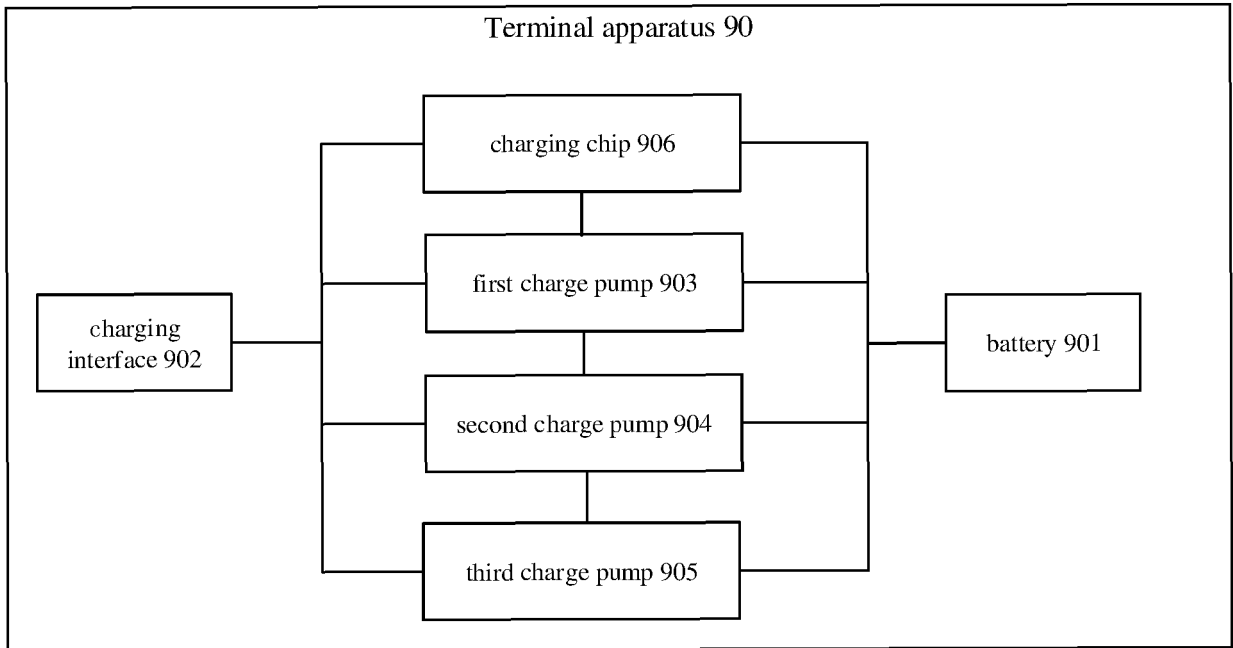 Terminal apparatus 90
charging chip 906
first charge pump 903
charging
interface 902
battery 901
second charge pump 904
third charge pump 905